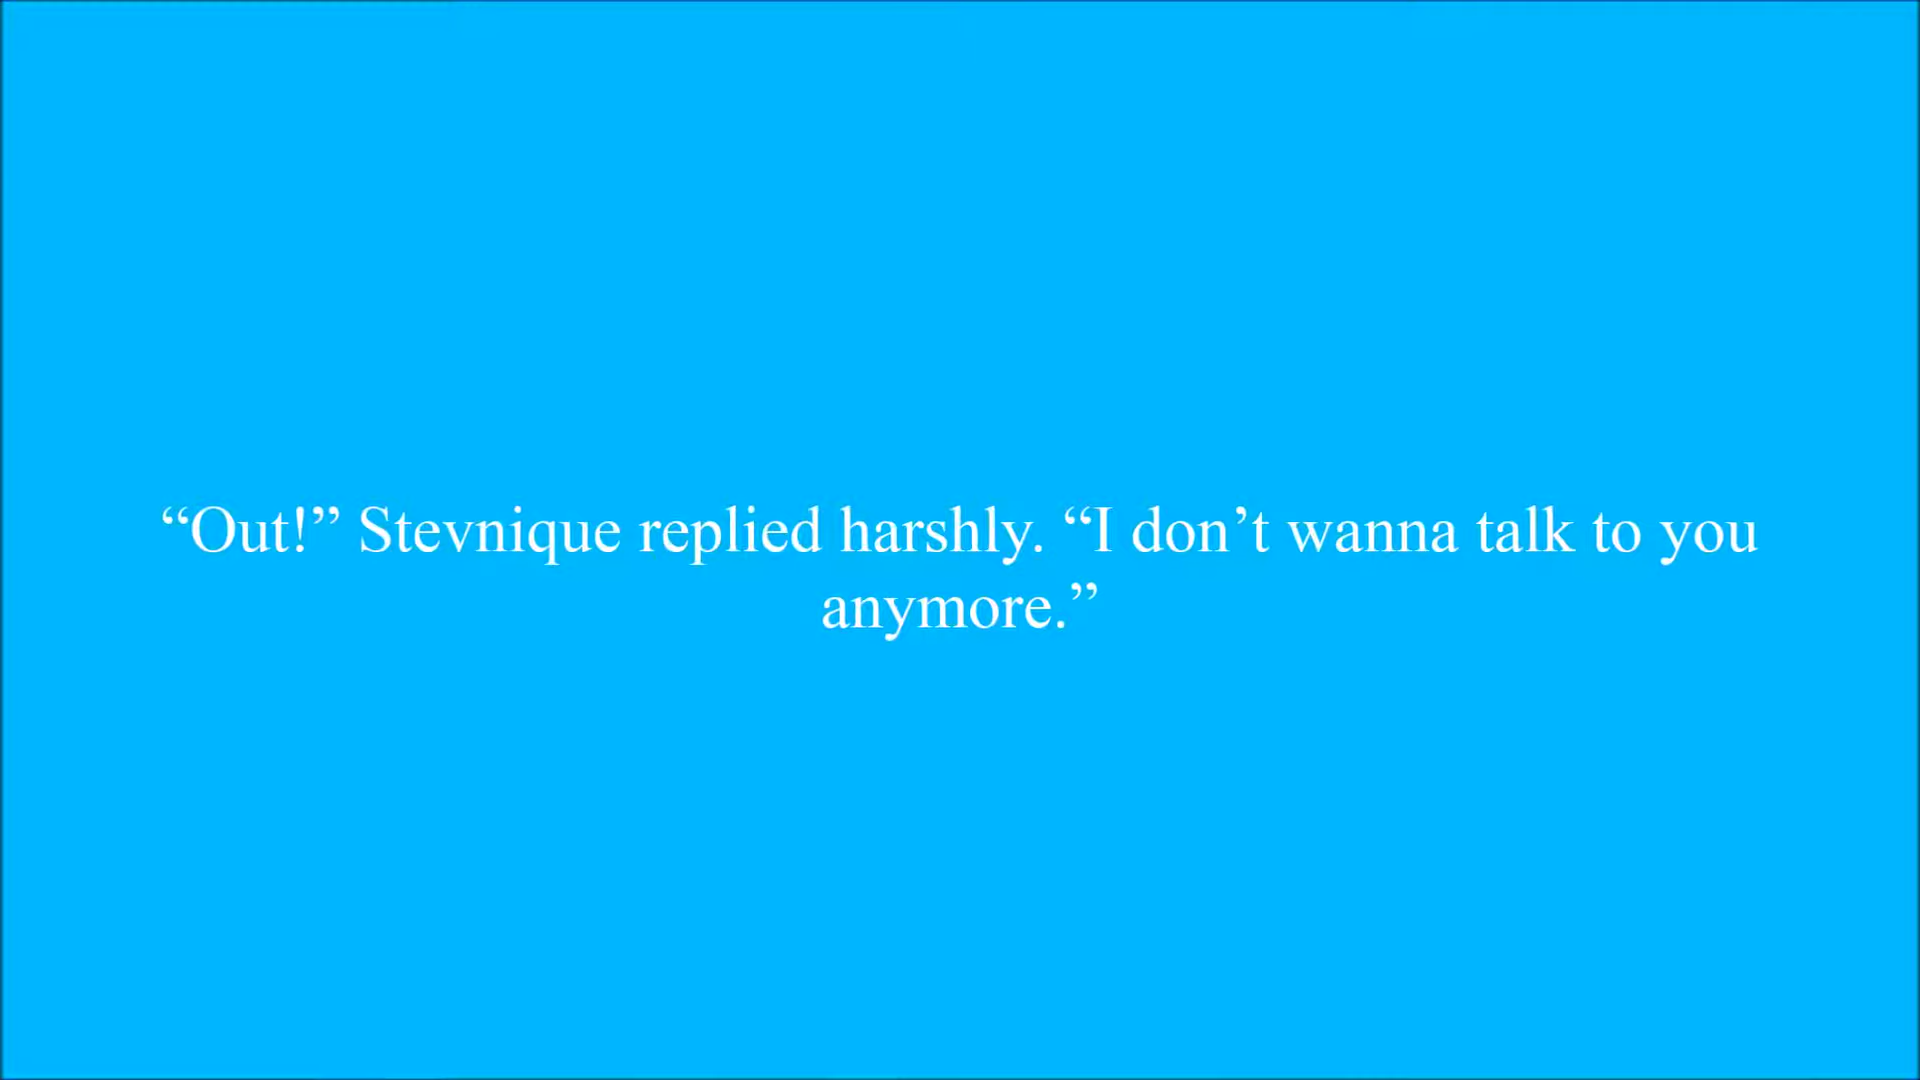 “Out!” Stevnique replied harshly. “I don’t wanna talk to you
anymore.”